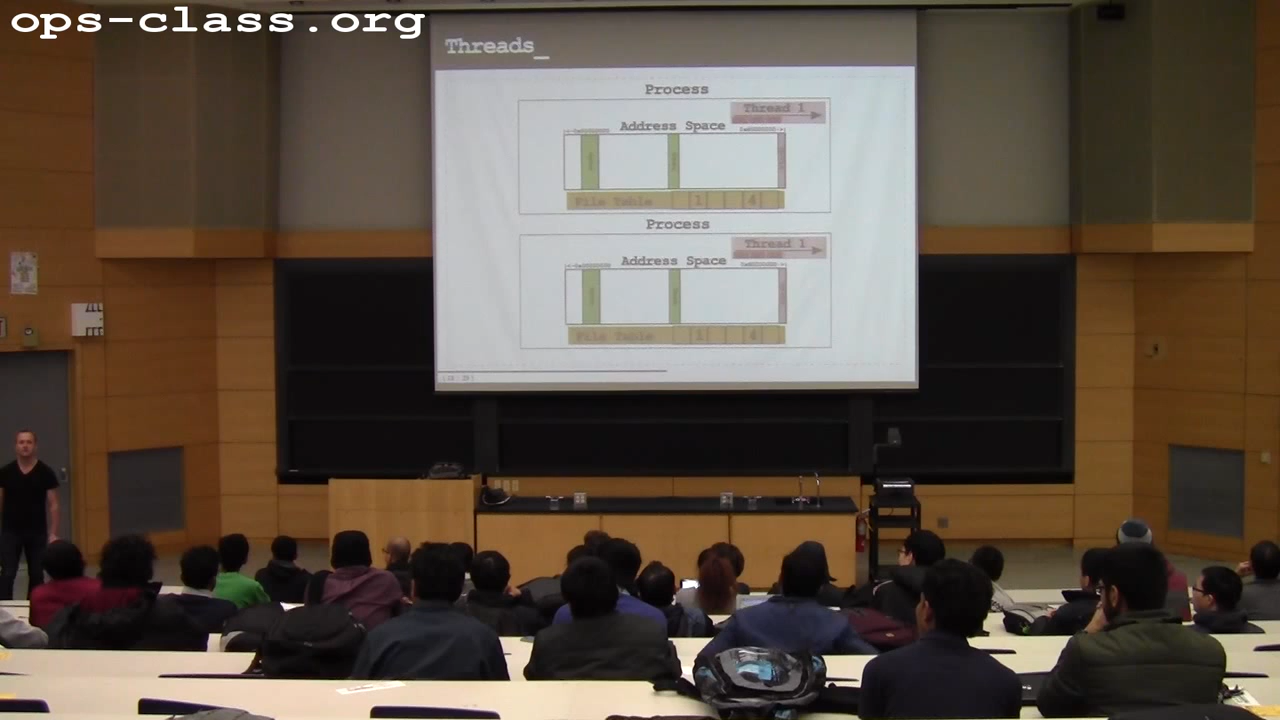 ops-class.org
Threads_
Process
Thread 1
Address Space
File Table
1
4
Process
Thread 1
Address Space
File Table
1
4